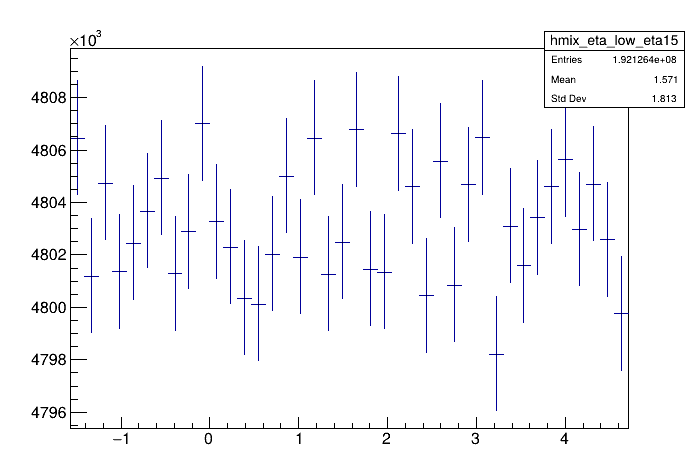 ×10³
hmix_eta_low_eta15
Entries 1.921264e+08
Mean 1.571
Std Dev 1.813
4808
4806
4804
4802
4800
4798
4796
−1 0 1 2 3 4